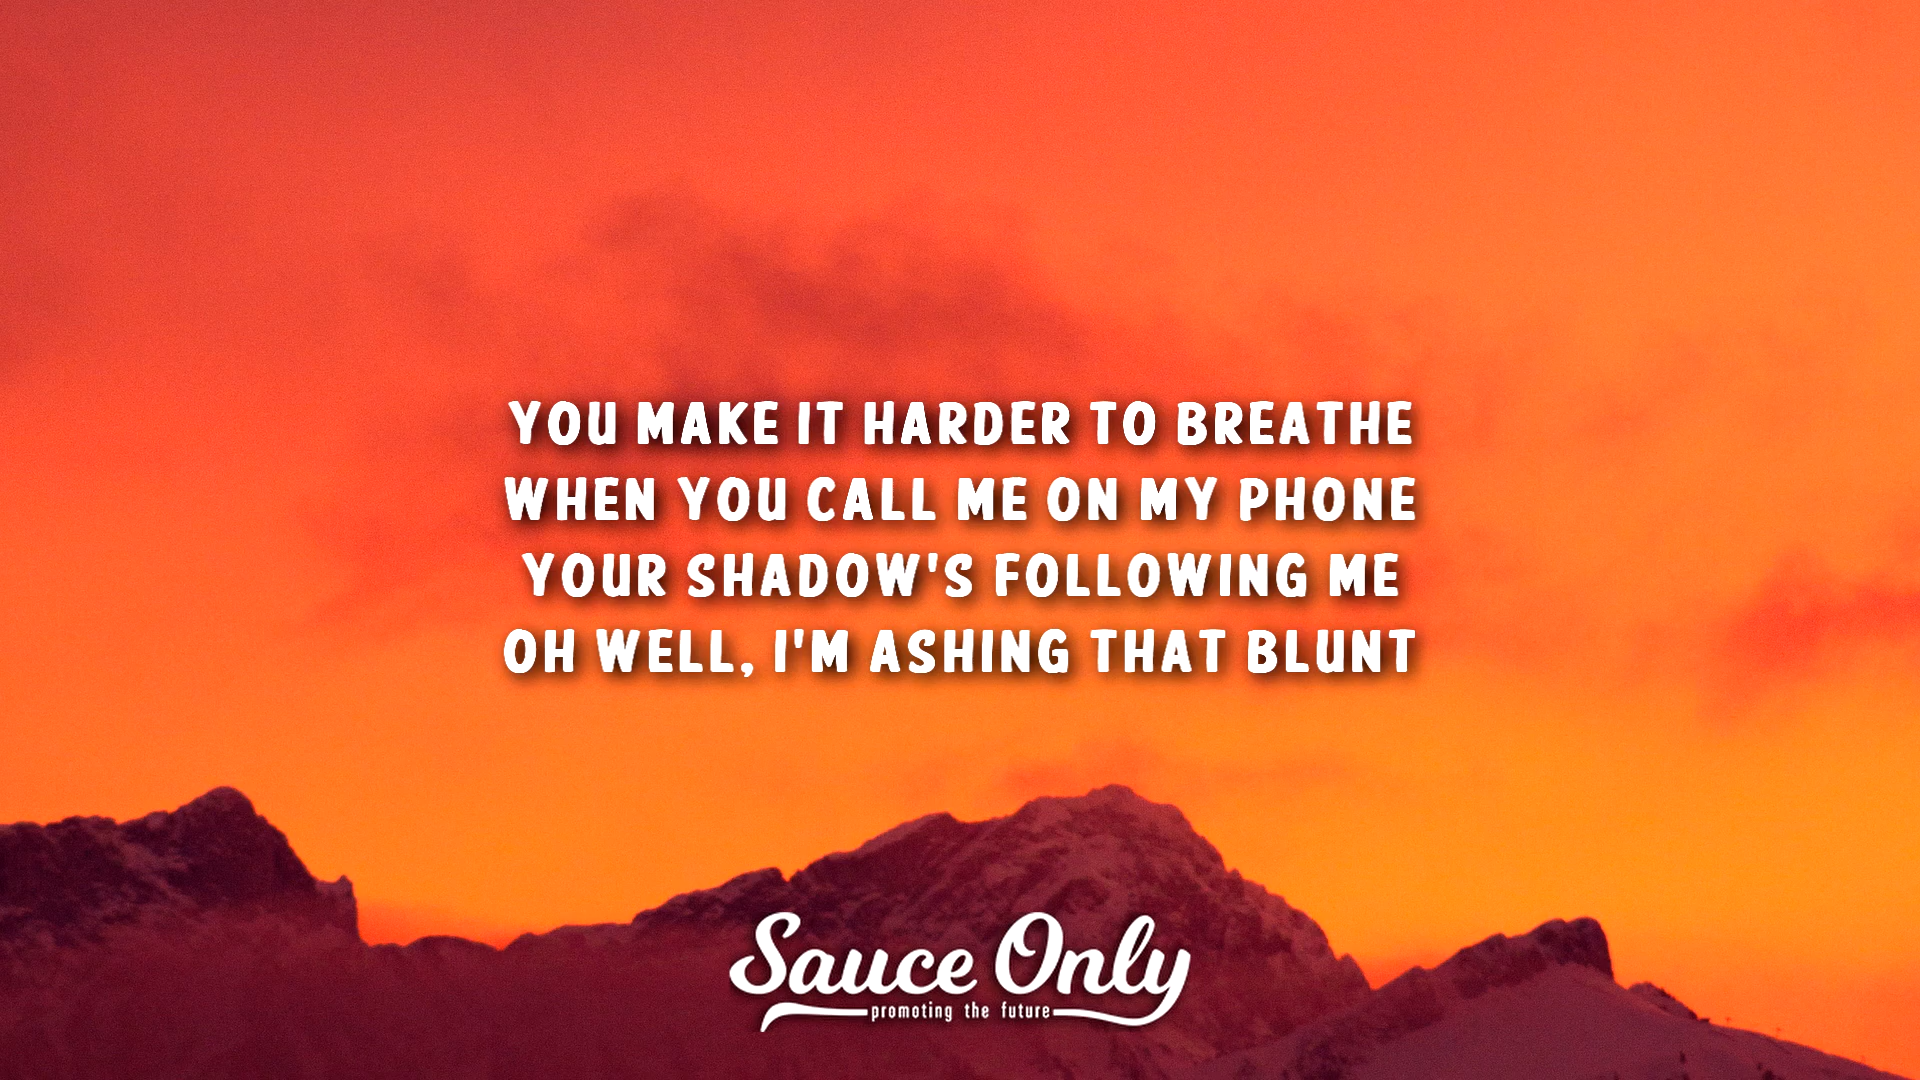 YOU MAKE IT HARDER TO BREATHE
WHEN YOU CALL ME ON MY PHONE
YOUR SHADOW'S FOLLOWING ME
OH WELL, I'M ASHING THAT BLUNT
Sauce Only
promoting the future